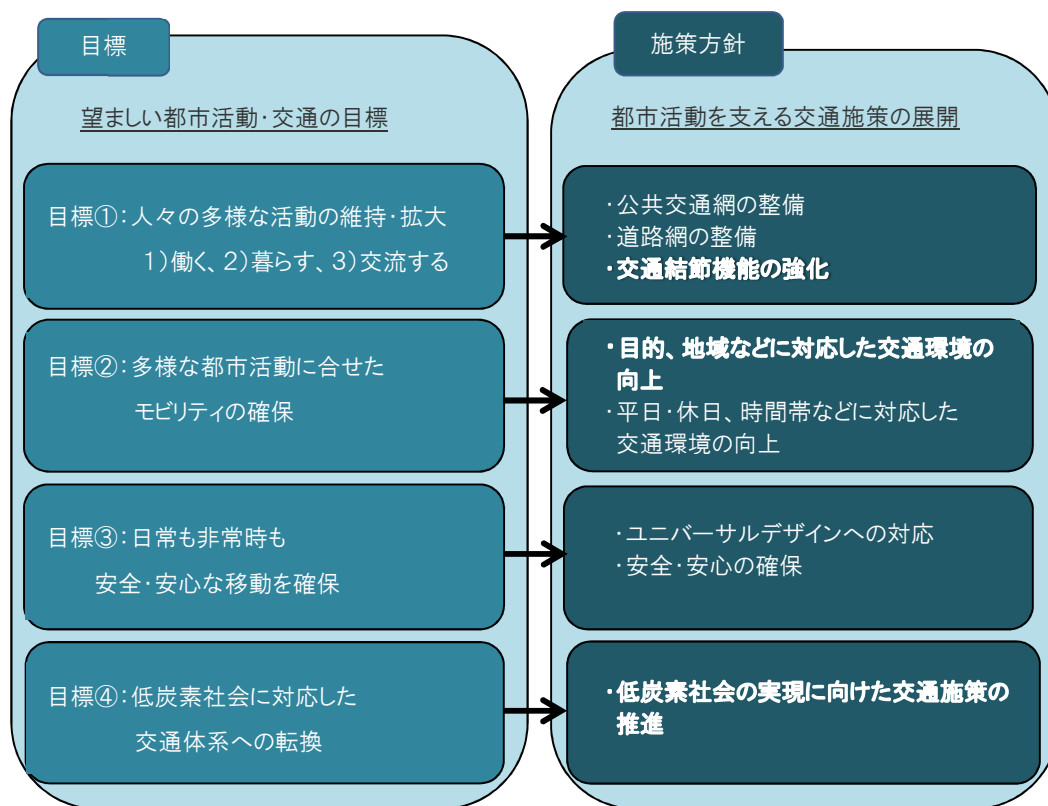 目標
望ましい都市活動・交通の目標
目標①：人々の多様な活動の維持・拡大
1）働く、2）暮らす、3）交流する
目標②：多様な都市活動に合せた
モビリティの確保
目標③：日常も非常時も
安全・安心な移動を確保
目標④：低炭素社会に対応した
交通体系への転換
施策方針
都市活動を支える交通施策の展開
・公共交通網の整備
・道路網の整備
・交通結節機能の強化
・目的、地域などに対応した交通環境の
向上
・平日・休日、時間帯などに対応した
交通環境の向上
・ユニバーサルデザインへの対応
・安全・安心の確保
・低炭素社会の実現に向けた交通施策の
推進